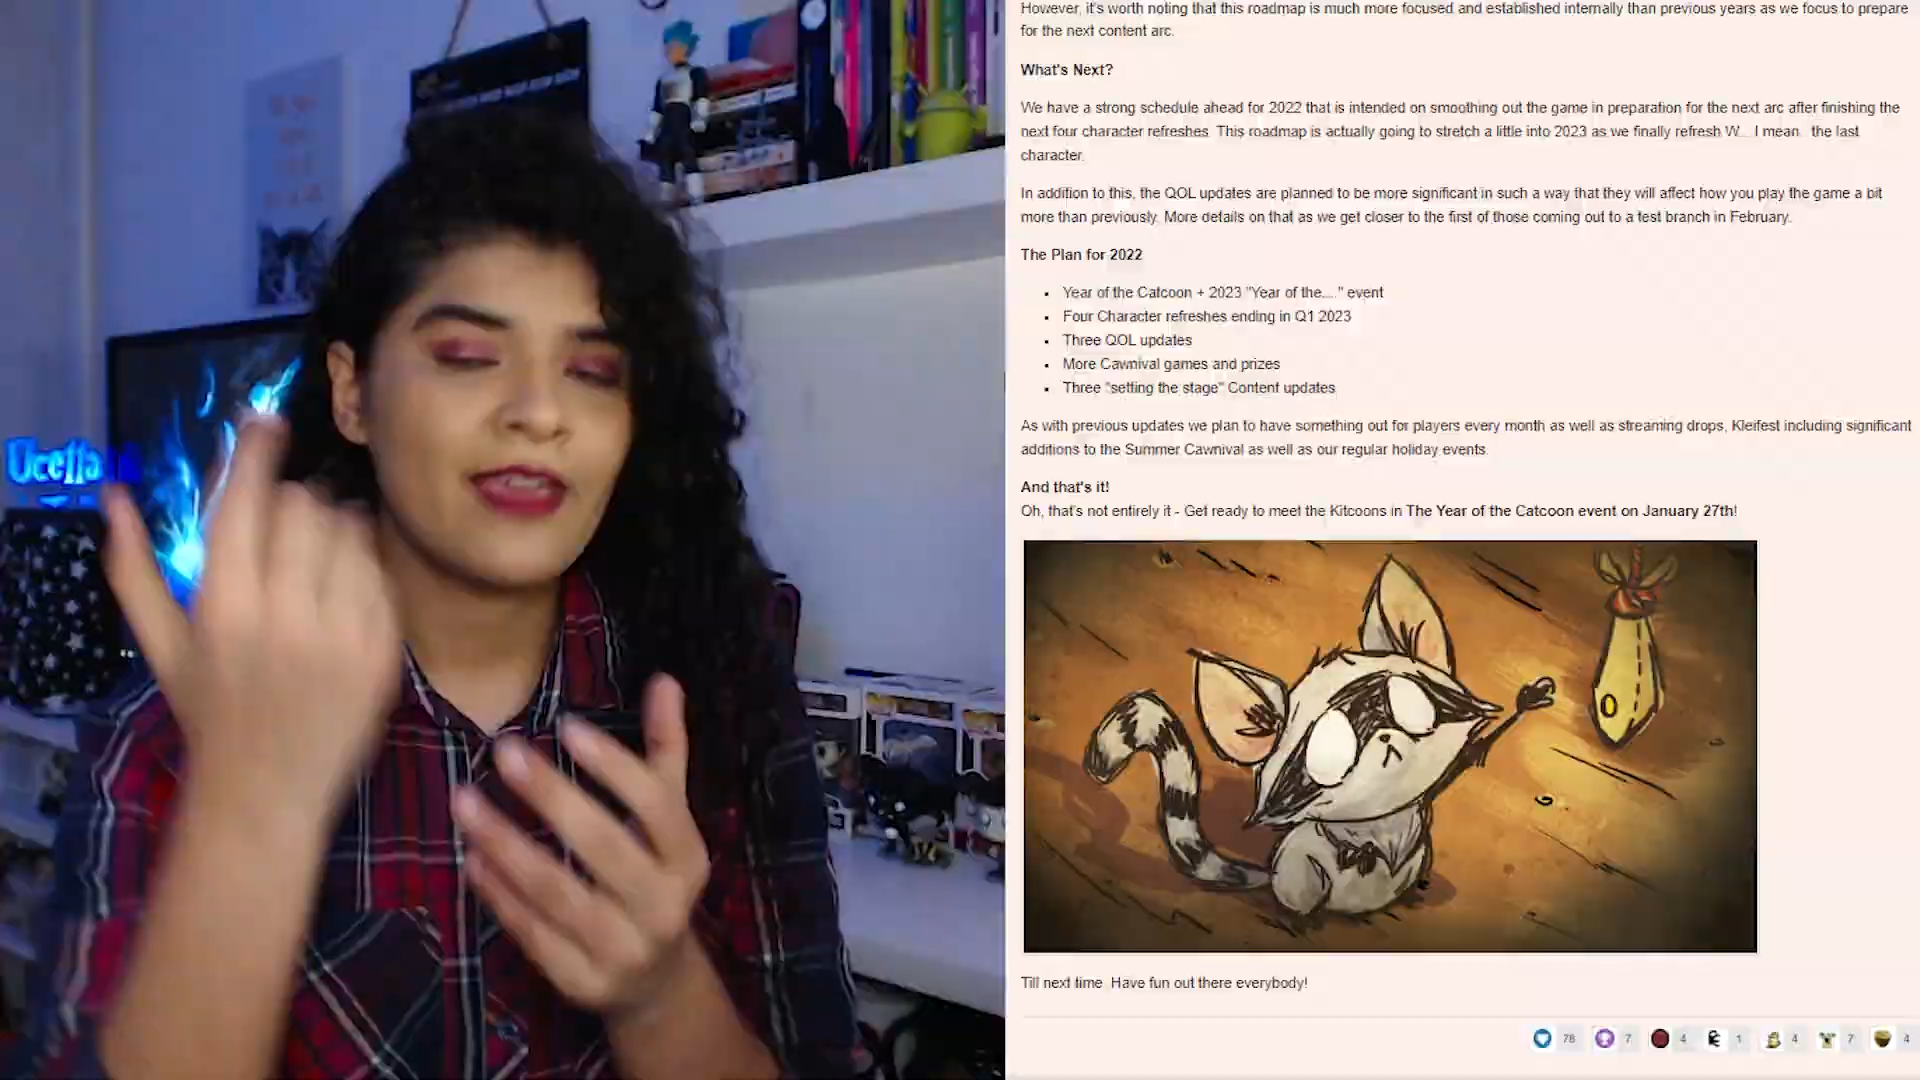 However, it's worth noting that this roadmap is much more focused and established internally than previous years as we focus to prepare
for the next content arc.
What's Next?
We have a strong schedule ahead for 2022 that is intended on smoothing out the game in preparation for the next arc after finishing the
next four character refreshes. This roadmap is actually going to stretch a little into 2023 as we finally refresh W... I mean.. the last
character.
In addition to this, the QOL updates are planned to be more significant in such a way that they will affect how you play the game a bit
more than previously. More details on that as we get closer to the first of those coming out to a test branch in February.
The Plan for 2022
Year of the Catcoon + 2023 "Year of the...." event
Four Character refreshes ending in Q1 2023
Three QOL updates
More Cawnival games and prizes
Three "setting the stage" Content updates
As with previous updates we plan to have something out for players every month as well as streaming drops, Kleifest including significant
additions to the Summer Cawnival as well as our regular holiday events.
And that's it!
Oh, that's not entirely it - Get ready to meet the Kitcoons in The Year of the Catcoon event on January 27th!
Till next time. Have fun out there everybody!
78 7 4 1 4 7 4